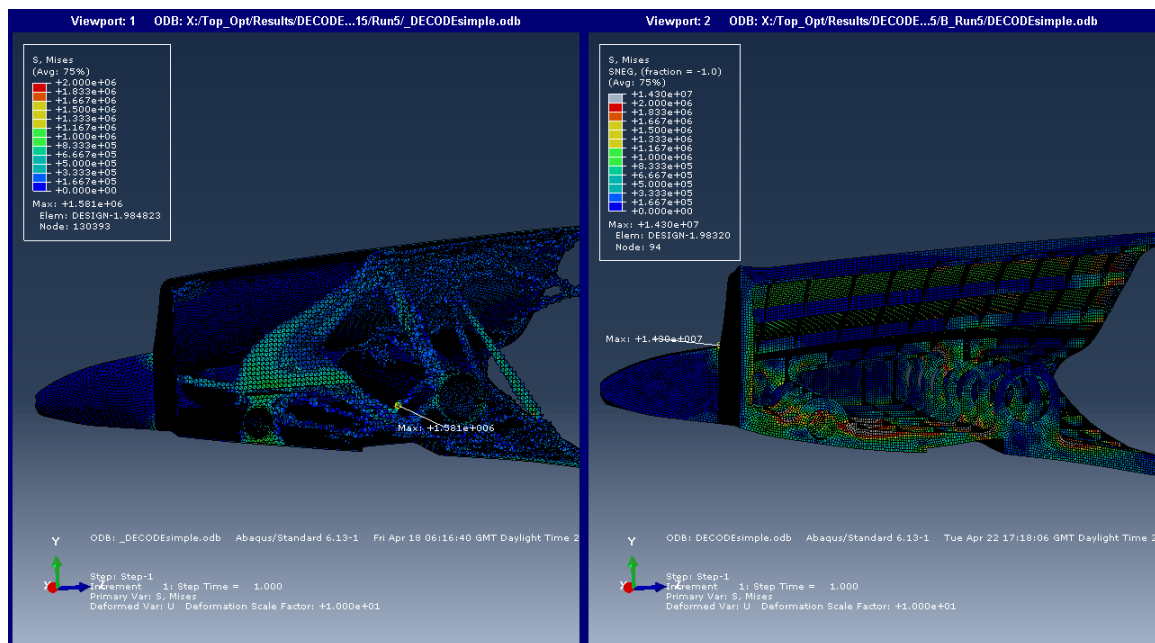 Viewport: 1 ODB: X:/Top_Opt/Results/DECODE...15/Run5/_DECODEsimple.odb
S, Mises
(Avg: 75%)
+2.000e+06
+1.833e+06
+1.667e+06
+1.500e+06
+1.333e+06
+1.167e+06
+1.000e+06
+8.333e+05
+6.667e+05
+5.000e+05
+3.333e+05
+1.667e+05
+0.000e+00
Max: +1.581e+06
Elem: DESIGN-1.984823
Node: 130393
Max: +1.581e+006
Y
X
Z
ODB: _DECODEsimple.odb Abaqus/Standard 6.13-1 Fri Apr 18 06:16:40 GMT Daylight Time 2
Step: Step-1
Increment 1: Step Time = 1.000
Primary Var: S, Mises
Deformed Var: U Deformation Scale Factor: +1.000e+01
Viewport: 2 ODB: X:/Top_Opt/Results/DECODE...5/B_Run5/DECODEsimple.odb
S, Mises
SNEG, (fraction = -1.0)
(Avg: 75%)
+1.430e+07
+2.000e+06
+1.833e+06
+1.667e+06
+1.500e+06
+1.333e+06
+1.167e+06
+1.000e+06
+8.333e+05
+6.667e+05
+5.000e+05
+3.333e+05
+1.667e+05
+0.000e+00
Max: +1.430e+07
Elem: DESIGN-1.98320
Node: 94
Max: +1.430e+007
Y
X
Z
ODB: DECODEsimple.odb Abaqus/Standard 6.13-1 Tue Apr 22 17:18:06 GMT Daylight Time 2
Step: Step-1
Increment 1: Step Time = 1.000
Primary Var: S, Mises
Deformed Var: U Deformation Scale Factor: +1.000e+01